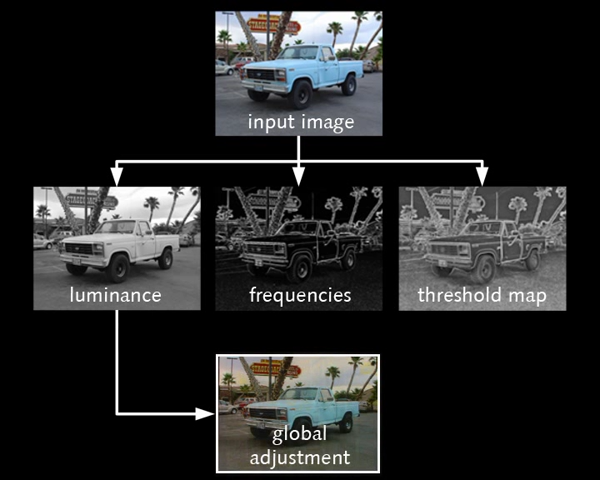 input image
luminance
frequencies
threshold map
global
adjustment